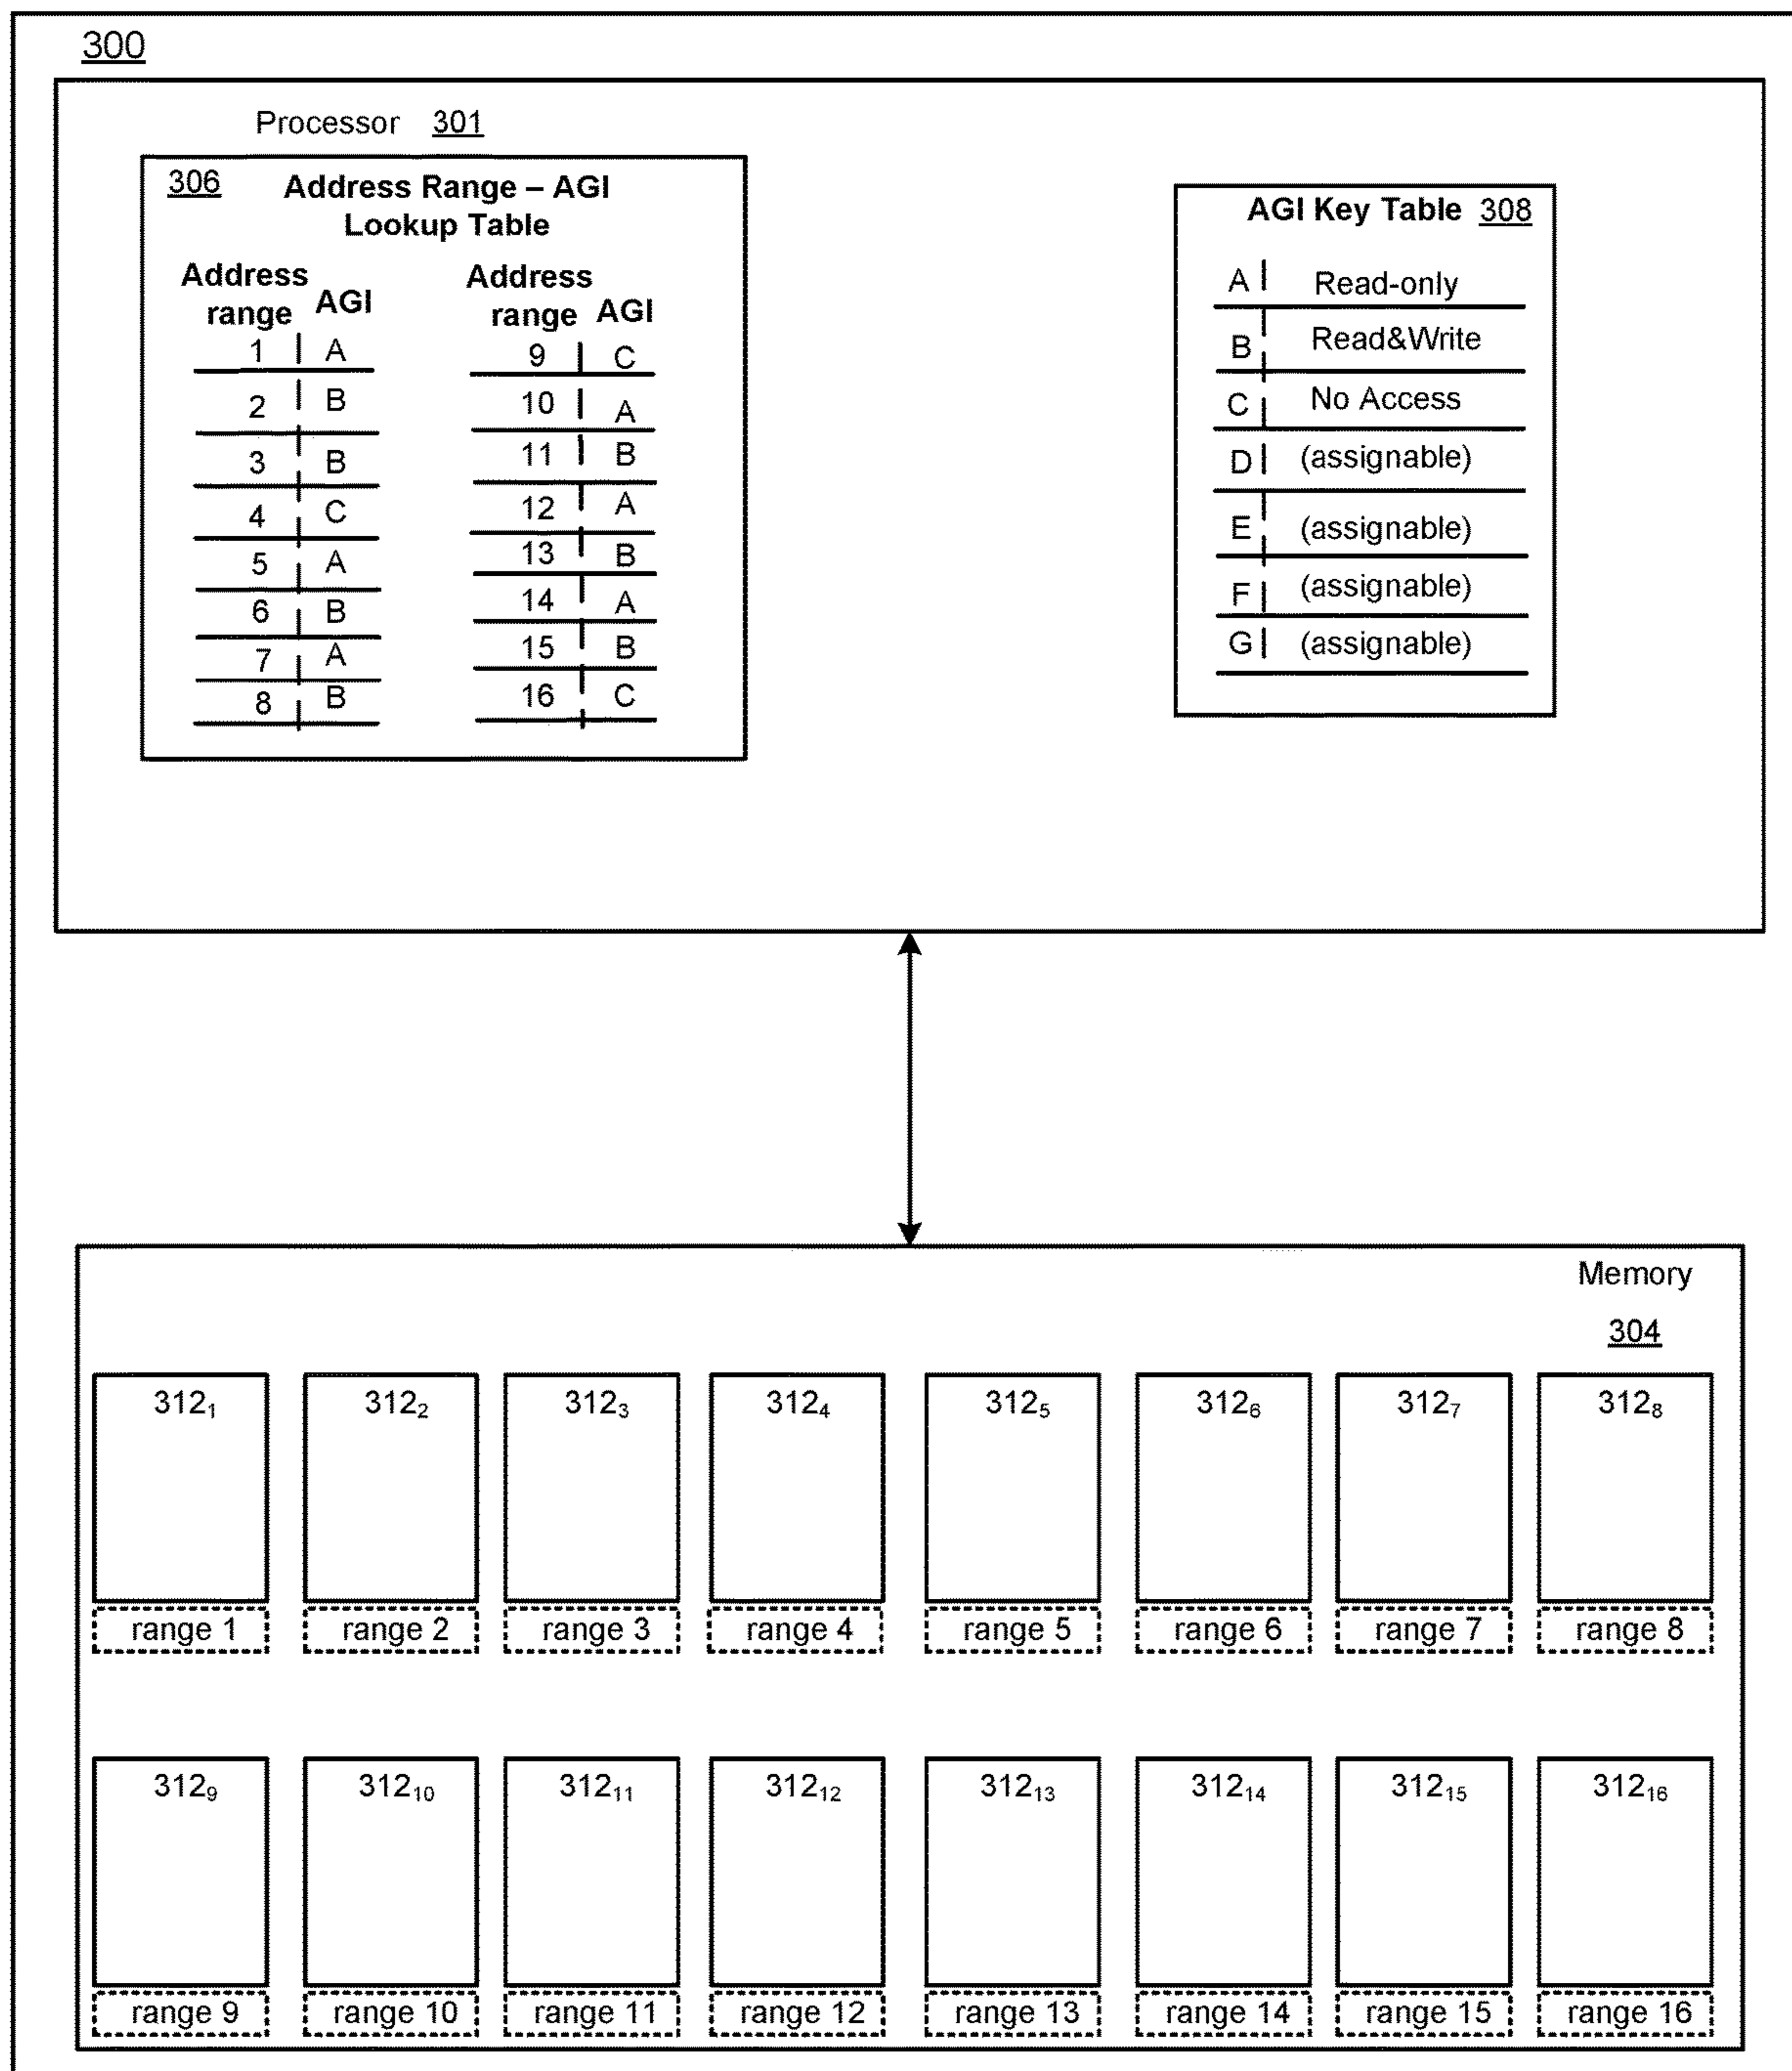 300
Processor 301
306 Address Range – AGI
Lookup Table
Address
range AGI
1 A
2 B
3 B
4 C
5 A
6 B
7 A
8 B
Address
range AGI
9 C
10 A
11 B
12 A
13 B
14 A
15 B
16 C
AGI Key Table 308
A Read-only
B Read&Write
C No Access
D (assignable)
E (assignable)
F (assignable)
G (assignable)
Memory
304
312₁ 312₂ 312₃ 312₄ 312₅ 312₆ 312₇ 312₈
range 1 range 2 range 3 range 4 range 5 range 6 range 7 range 8
312₉ 312₁₀ 312₁₁ 312₁₂ 312₁₃ 312₁₄ 312₁₅ 312₁₆
range 9 range 10 range 11 range 12 range 13 range 14 range 15 range 16